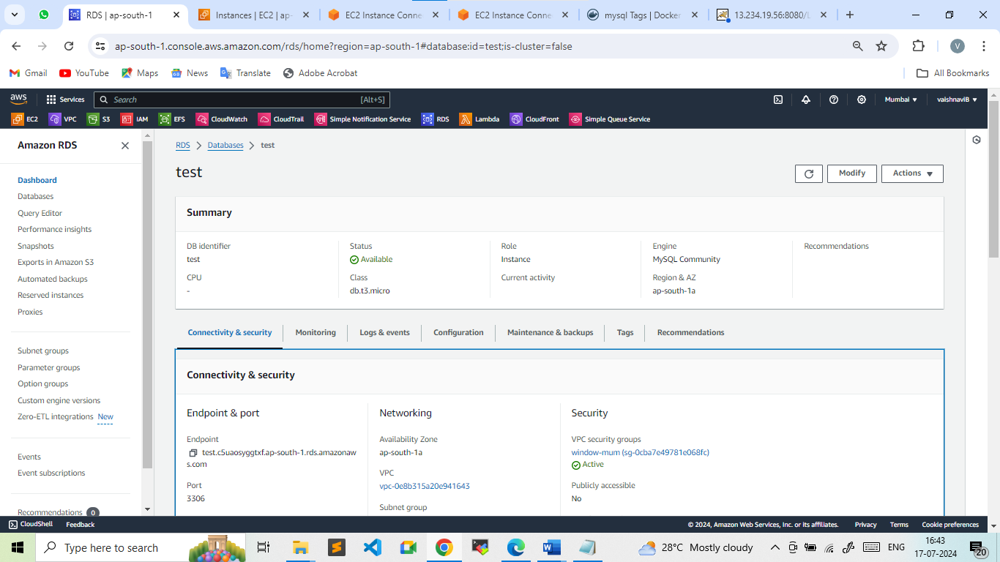 RDS | ap-south-1
Instances | EC2 | ap-
EC2 Instance Conne
EC2 Instance Conne
mysql Tags | Docker
13.234.19.56:8080/L
ap-south-1.console.aws.amazon.com/rds/home?region=ap-south-1#database:id=test;is-cluster=false
V
Gmail
YouTube
Maps
News
Translate
Adobe Acrobat
All Bookmarks
aws
Services
Search
[Alt+S]
Mumbai
vaishnaviB
EC2
VPC
S3
IAM
EFS
CloudWatch
CloudTrail
Simple Notification Service
RDS
Lambda
CloudFront
Simple Queue Service
Amazon RDS
Dashboard
Databases
Query Editor
Performance insights
Snapshots
Exports in Amazon S3
Automated backups
Reserved instances
Proxies
Subnet groups
Parameter groups
Option groups
Custom engine versions
Zero-ETL integrations New
Events
Event subscriptions
Recommendations 0
RDS > Databases > test
test
Modify
Actions
Summary
DB identifier
test
CPU
-
Status
Available
Class
db.t3.micro
Role
Instance
Current activity
Engine
MySQL Community
Region & AZ
ap-south-1a
Recommendations
Connectivity & security
Monitoring
Logs & events
Configuration
Maintenance & backups
Tags
Recommendations
Connectivity & security
Endpoint & port
Endpoint
test.c5uaosyggtxf.ap-south-1.rds.amazonaw
s.com
Port
3306
Networking
Availability Zone
ap-south-1a
VPC
vpc-0e8b315a20e941643
Subnet group
Security
VPC security groups
window-mum (sg-0cba7e49781e068fc)
Active
Publicly accessible
No
CloudShell
Feedback
© 2024, Amazon Web Services, Inc. or its affiliates.
Privacy
Terms
Cookie preferences
Type here to search
28°C Mostly cloudy
ENG
16:43
17-07-2024
20